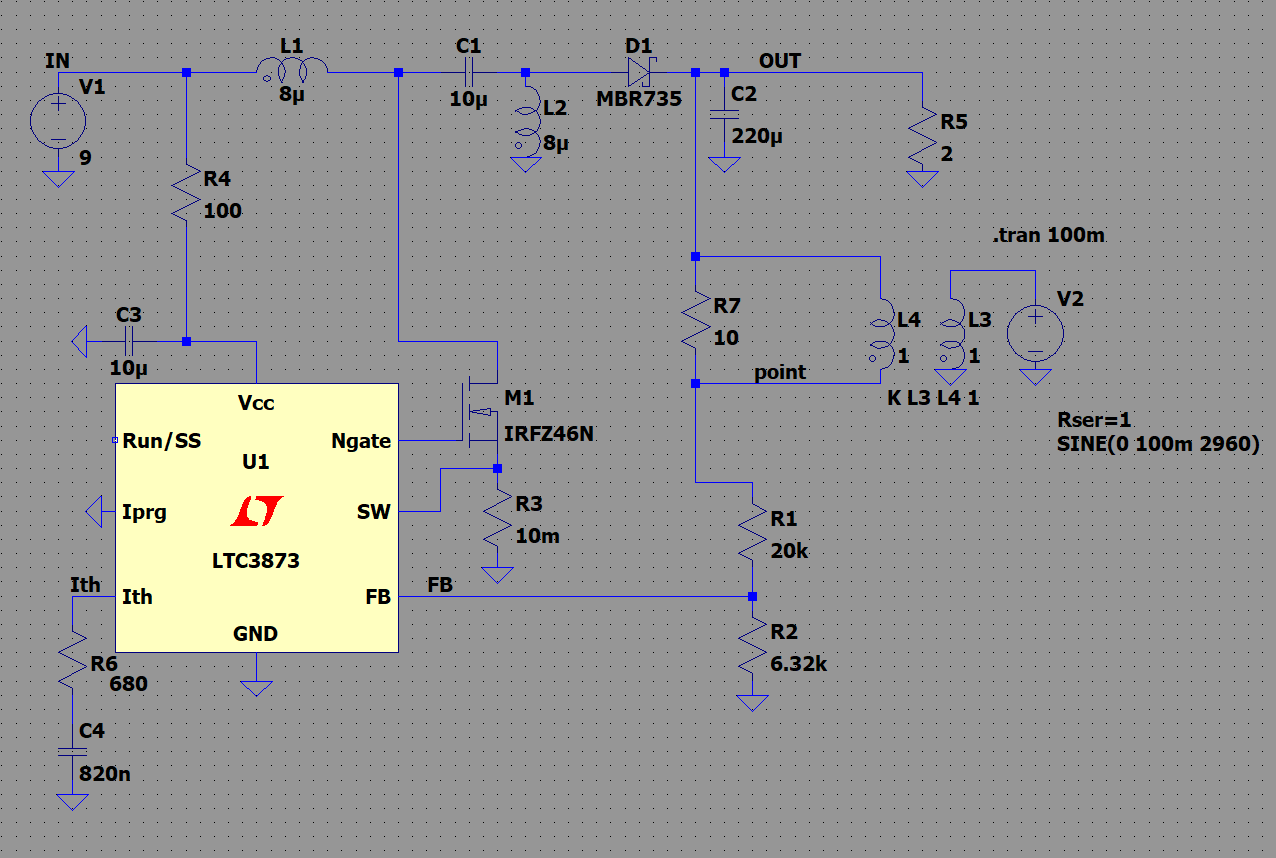 IN
V1
9
L1
8µ
C1
10µ
L2
8µ
D1
MBR735
OUT
C2
220µ
R5
2
R4
100
.tran 100m
C3
10µ
R7
10
L4
1
L3
1
V2
point
K L3 L4 1
Rser=1
SINE(0 100m 2960)
M1
IRFZ46N
Vcc
Run/SS
Ngate
U1
Iprg
SW
LTC3873
R3
10m
R1
20k
Ith
Ith
FB
FB
GND
R2
6.32k
R6
680
C4
820n